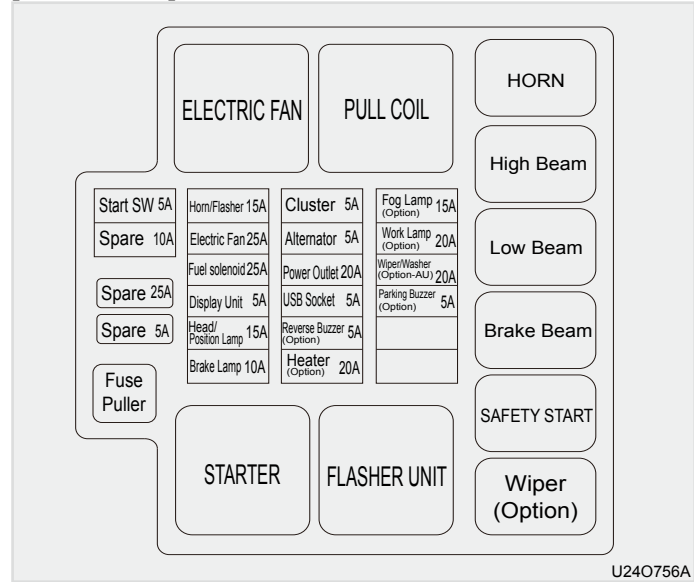 ELECTRIC FAN
PULL COIL
HORN
High Beam
Low Beam
Brake Beam
SAFETY START
Wiper
(Option)
Start SW 5A
Spare 10A
Spare 25A
Spare 5A
Fuse
Puller
Horn/Flasher 15A
Electric Fan 25A
Fuel solenoid 25A
Display Unit 5A
Head/
Position Lamp 15A
Brake Lamp 10A
Cluster 5A
Alternator 5A
Power Outlet 20A
USB Socket 5A
Reverse Buzzer 5A
(Option)
Heater 20A
(Option)
Fog Lamp 15A
(Option)
Work Lamp 20A
(Option)
Wiper/Washer
(Option-AU) 20A
Parking Buzzer 5A
(Option)
STARTER
FLASHER UNIT
U24O756A